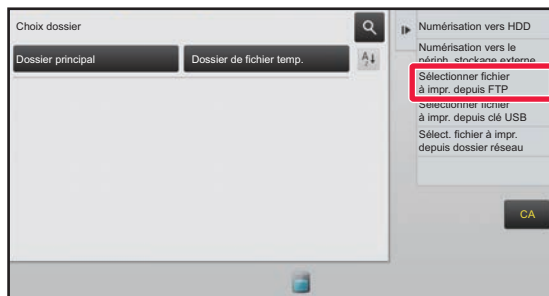 Choix dossier
Dossier principal
Dossier de fichier temp.
Numérisation vers HDD
Numérisation vers le
périph. stockage externe
Sélectionner fichier
à impr. depuis FTP
Sélectionner fichier
à impr. depuis clé USB
Sélect. fichier à impr.
depuis dossier réseau
CA